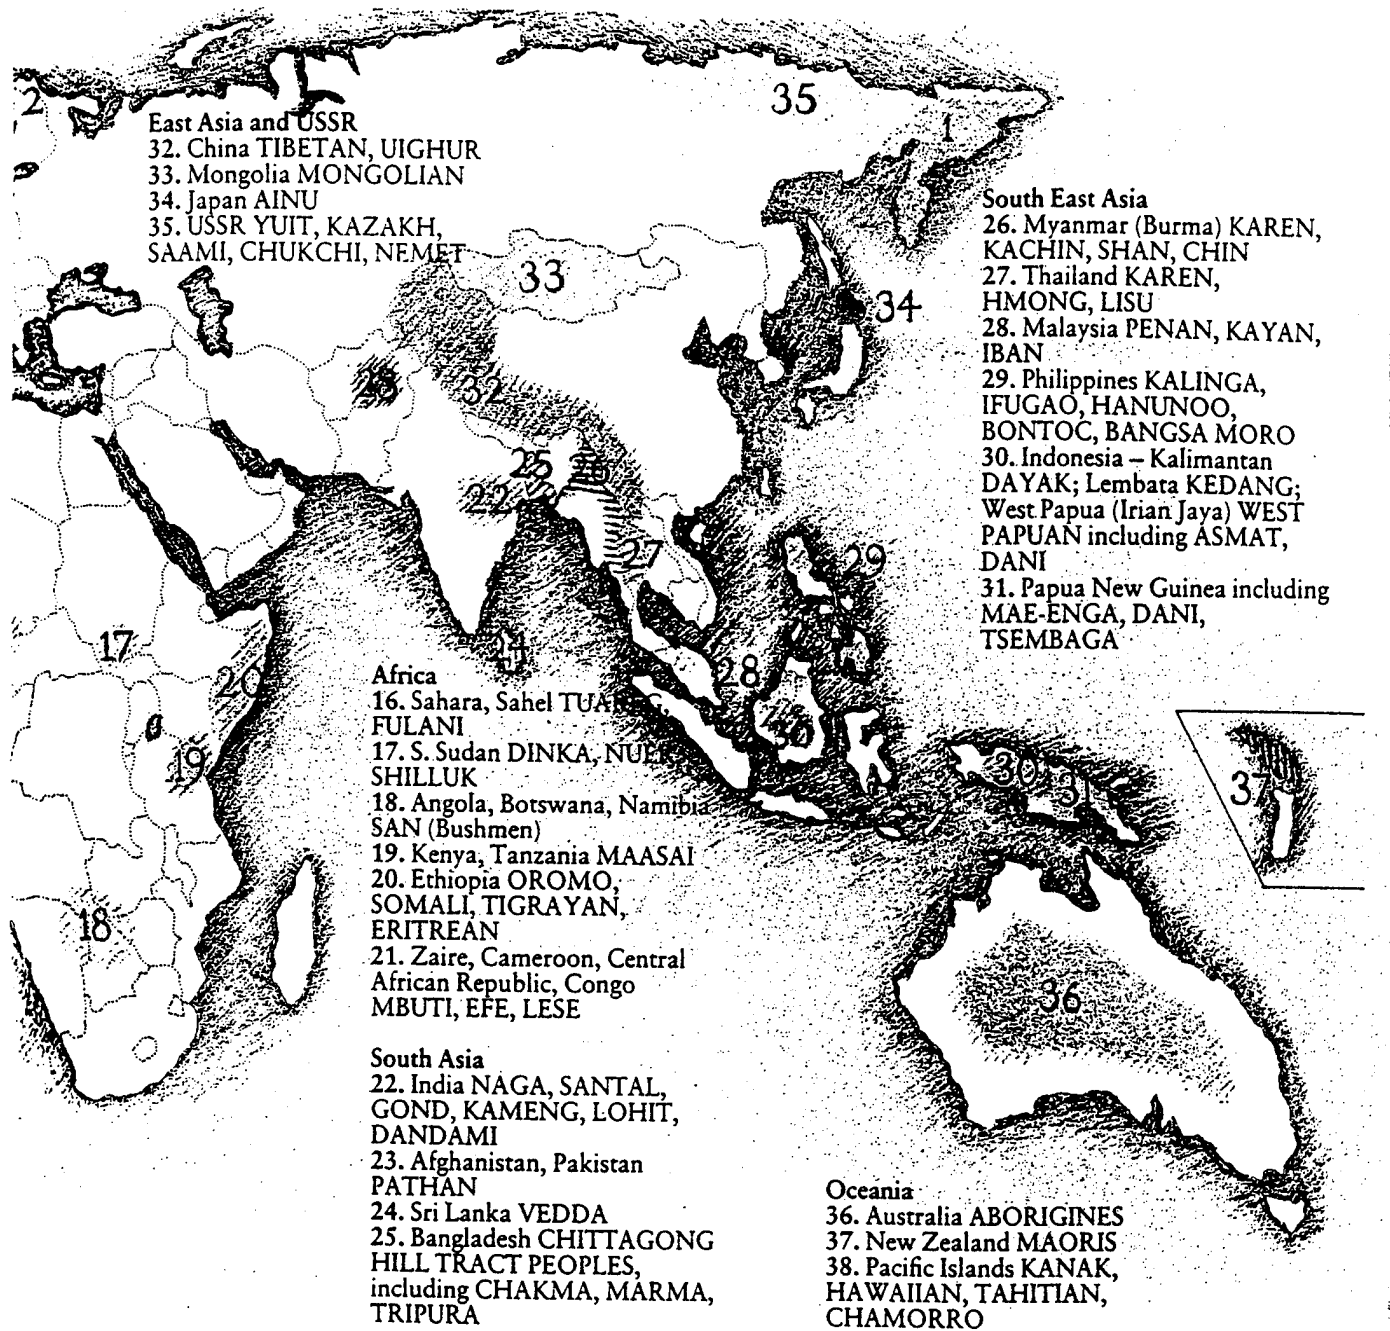 East Asia and USSR
32. China TIBETAN, UIGHUR
33. Mongolia MONGOLIAN
34. Japan AINU
35. USSR YUIT, KAZAKH,
SAAMI, CHUKCHI, NEMET
South East Asia
26. Myanmar (Burma) KAREN,
KACHIN, SHAN, CHIN
27. Thailand KAREN,
HMONG, LISU
28. Malaysia PENAN, KAYAN,
IBAN
29. Philippines KALINGA,
IFUGAO, HANUNOO,
BONTOC, BANGSA MORO
30. Indonesia – Kalimantan
DAYAK; Lembata KEDANG;
West Papua (Irian Jaya) WEST
PAPUAN including ASMAT,
DANI
31. Papua New Guinea including
MAE-ENGA, DANI,
TSEMBAGA
Africa
16. Sahara, Sahel TUAREG,
FULANI
17. S. Sudan DINKA, NUER
SHILLUK
18. Angola, Botswana, Namibia
SAN (Bushmen)
19. Kenya, Tanzania MAASAI
20. Ethiopia OROMO,
SOMALI, TIGRAYAN,
ERITREAN
21. Zaire, Cameroon, Central
African Republic, Congo
MBUTI, EFE, LESE
South Asia
22. India NAGA, SANTAL,
GOND, KAMENG, LOHIT,
DANDAMI
23. Afghanistan, Pakistan
PATHAN
24. Sri Lanka VEDDA
25. Bangladesh CHITTAGONG
HILL TRACT PEOPLES,
including CHAKMA, MARMA,
TRIPURA
Oceania
36. Australia ABORIGINES
37. New Zealand MAORIS
38. Pacific Islands KANAK,
HAWAIIAN, TAHITIAN,
CHAMORRO
2
35
1
33
34
23
32
25
26
22
27
29
17
20
28
19
30
30
31
37
18
36